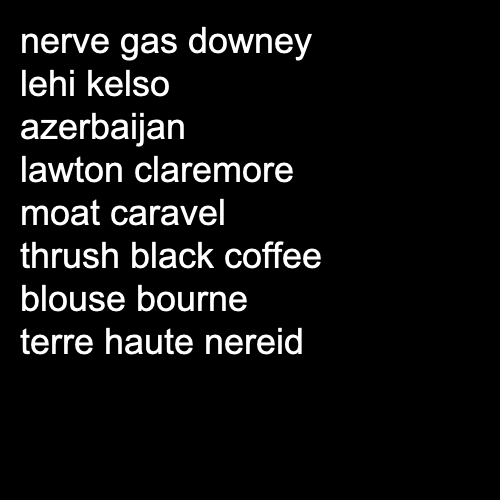 nerve gas downey
lehi kelso
azerbaijan
lawton claremore
moat caravel
thrush black coffee
blouse bourne
terre haute nereid